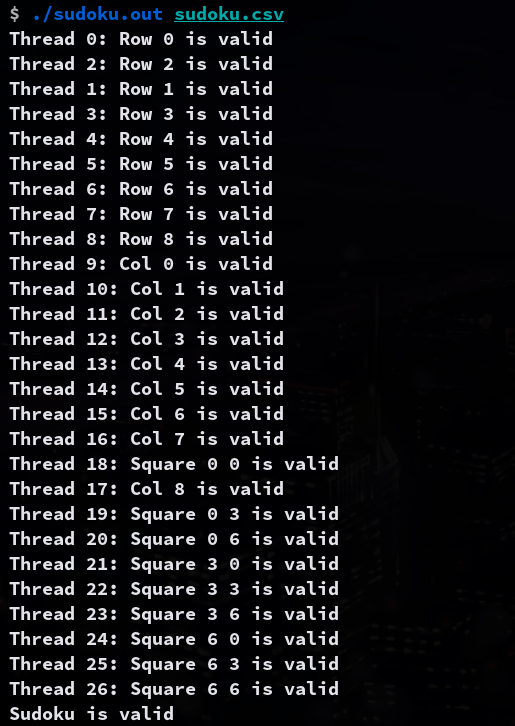 $ ./sudoku.out sudoku.csv
Thread 0: Row 0 is valid
Thread 2: Row 2 is valid
Thread 1: Row 1 is valid
Thread 3: Row 3 is valid
Thread 4: Row 4 is valid
Thread 5: Row 5 is valid
Thread 6: Row 6 is valid
Thread 7: Row 7 is valid
Thread 8: Row 8 is valid
Thread 9: Col 0 is valid
Thread 10: Col 1 is valid
Thread 11: Col 2 is valid
Thread 12: Col 3 is valid
Thread 13: Col 4 is valid
Thread 14: Col 5 is valid
Thread 15: Col 6 is valid
Thread 16: Col 7 is valid
Thread 18: Square 0 0 is valid
Thread 17: Col 8 is valid
Thread 19: Square 0 3 is valid
Thread 20: Square 0 6 is valid
Thread 21: Square 3 0 is valid
Thread 22: Square 3 3 is valid
Thread 23: Square 3 6 is valid
Thread 24: Square 6 0 is valid
Thread 25: Square 6 3 is valid
Thread 26: Square 6 6 is valid
Sudoku is valid